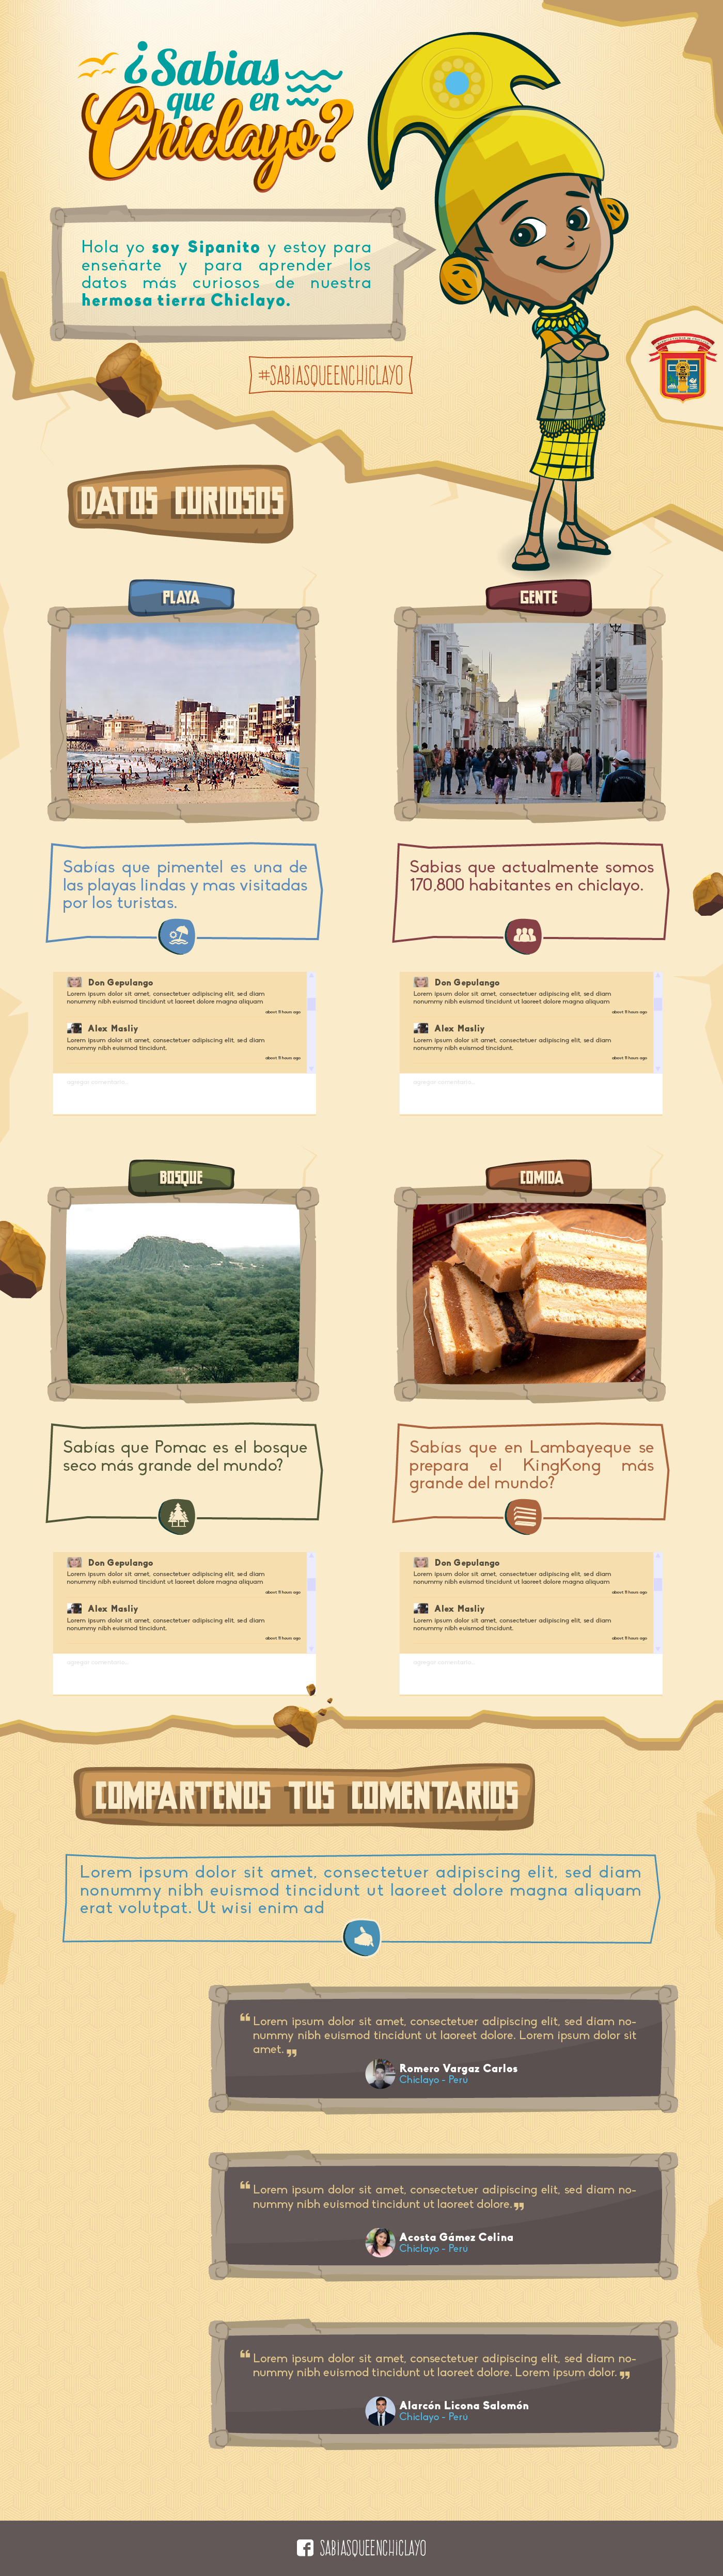 ¿Sabias
que en
Chiclayo?
Hola yo soy Sipanito y estoy para
enseñarte y para aprender los
datos más curiosos de nuestra
hermosa tierra Chiclayo.
#SABIASQUEENCHICLAYO
DATOS CURIOSOS
PLAYA
GENTE
Sabías que pimentel es una de
las playas lindas y mas visitadas
por los turistas.
Sabias que actualmente somos
170,800 habitantes en chiclayo.
Don Gepulango
Lorem ipsum dolor sit amet, consectetuer adipiscing elit, sed diam
nonummy nibh euismod tincidunt ut laoreet dolore magna aliquam
about 11 hours ago
Alex Masliy
Lorem ipsum dolor sit amet, consectetuer adipiscing elit, sed diam
nonummy nibh euismod tincidunt.
about 11 hours ago
agregar comentario...
Don Gepulango
Lorem ipsum dolor sit amet, consectetuer adipiscing elit, sed diam
nonummy nibh euismod tincidunt ut laoreet dolore magna aliquam
about 11 hours ago
Alex Masliy
Lorem ipsum dolor sit amet, consectetuer adipiscing elit, sed diam
nonummy nibh euismod tincidunt.
about 11 hours ago
agregar comentario...
BOSQUE
COMIDA
Sabías que Pomac es el bosque
seco más grande del mundo?
Sabías que en Lambayeque se
prepara el KingKong más
grande del mundo?
Don Gepulango
Lorem ipsum dolor sit amet, consectetuer adipiscing elit, sed diam
nonummy nibh euismod tincidunt ut laoreet dolore magna aliquam
about 11 hours ago
Alex Masliy
Lorem ipsum dolor sit amet, consectetuer adipiscing elit, sed diam
nonummy nibh euismod tincidunt.
about 11 hours ago
agregar comentario...
Don Gepulango
Lorem ipsum dolor sit amet, consectetuer adipiscing elit, sed diam
nonummy nibh euismod tincidunt ut laoreet dolore magna aliquam
about 11 hours ago
Alex Masliy
Lorem ipsum dolor sit amet, consectetuer adipiscing elit, sed diam
nonummy nibh euismod tincidunt.
about 11 hours ago
agregar comentario...
COMPARTENOS TUS COMENTARIOS
Lorem ipsum dolor sit amet, consectetuer adipiscing elit, sed diam
nonummy nibh euismod tincidunt ut laoreet dolore magna aliquam
erat volutpat. Ut wisi enim ad
“Lorem ipsum dolor sit amet, consectetuer adipiscing elit, sed diam no-
nummy nibh euismod tincidunt ut laoreet dolore. Lorem ipsum dolor sit
amet.”
Romero Vargaz Carlos
Chiclayo - Peru
“Lorem ipsum dolor sit amet, consectetuer adipiscing elit, sed diam no-
nummy nibh euismod tincidunt ut laoreet dolore.”
Acosta Gámez Celina
Chiclayo - Peru
“Lorem ipsum dolor sit amet, consectetuer adipiscing elit, sed diam no-
nummy nibh euismod tincidunt ut laoreet dolore. Lorem ipsum dolor.”
Alarcón Licona Salomón
Chiclayo - Peru
SABIASQUEENCHICLAYO